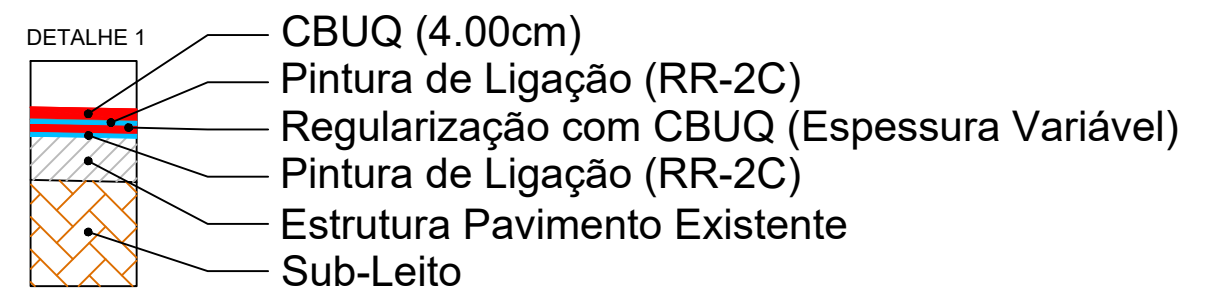 DETALHE 1
CBUQ (4.00cm)
Pintura de Ligação (RR-2C)
Regularização com CBUQ (Espessura Variável)
Pintura de Ligação (RR-2C)
Estrutura Pavimento Existente
Sub-Leito